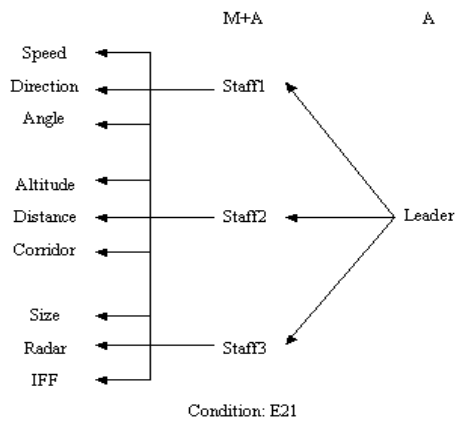 M+A A
Speed
Direction Staff1
Angle
Altitude
Distance Staff2 Leader
Corridor
Size
Radar Staff3
IFF
Condition: E21